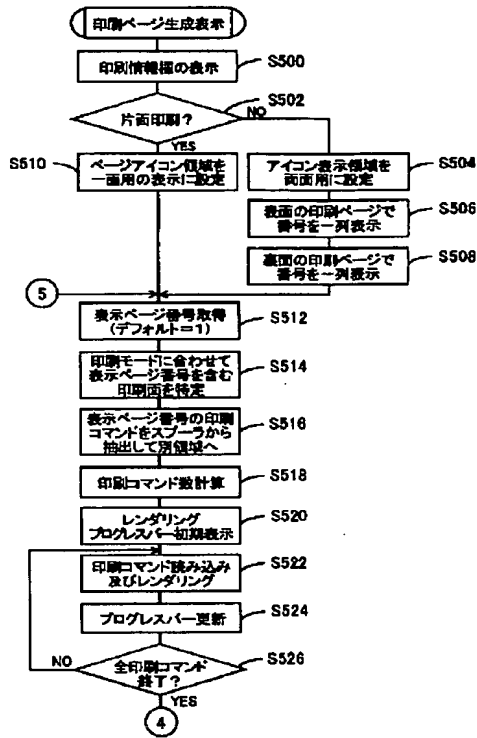 印刷ページ生成表示
印刷情報欄の表示
S500
片面印刷？
S502
NO
YES
S510
ページアイコン領域を
一面用の表示に設定
アイコン表示領域を
両面用に設定
S504
表面の印刷ページで
番号を一列表示
S506
裏面の印刷ページで
番号を一列表示
S508
5
表示ページ番号取得
(デフォルト＝1)
S512
印刷モードに合わせて
表示ページ番号を含む
印刷面を特定
S514
表示ページ番号の印刷
コマンドをスプーラから
抽出して別領域へ
S516
印刷コマンド数計算
S518
レンダリング
プログレスバー初期表示
S520
印刷コマンド読み込み
及びレンダリング
S522
プログレスバー更新
S524
NO
全印刷コマンド
終了？
S526
YES
4